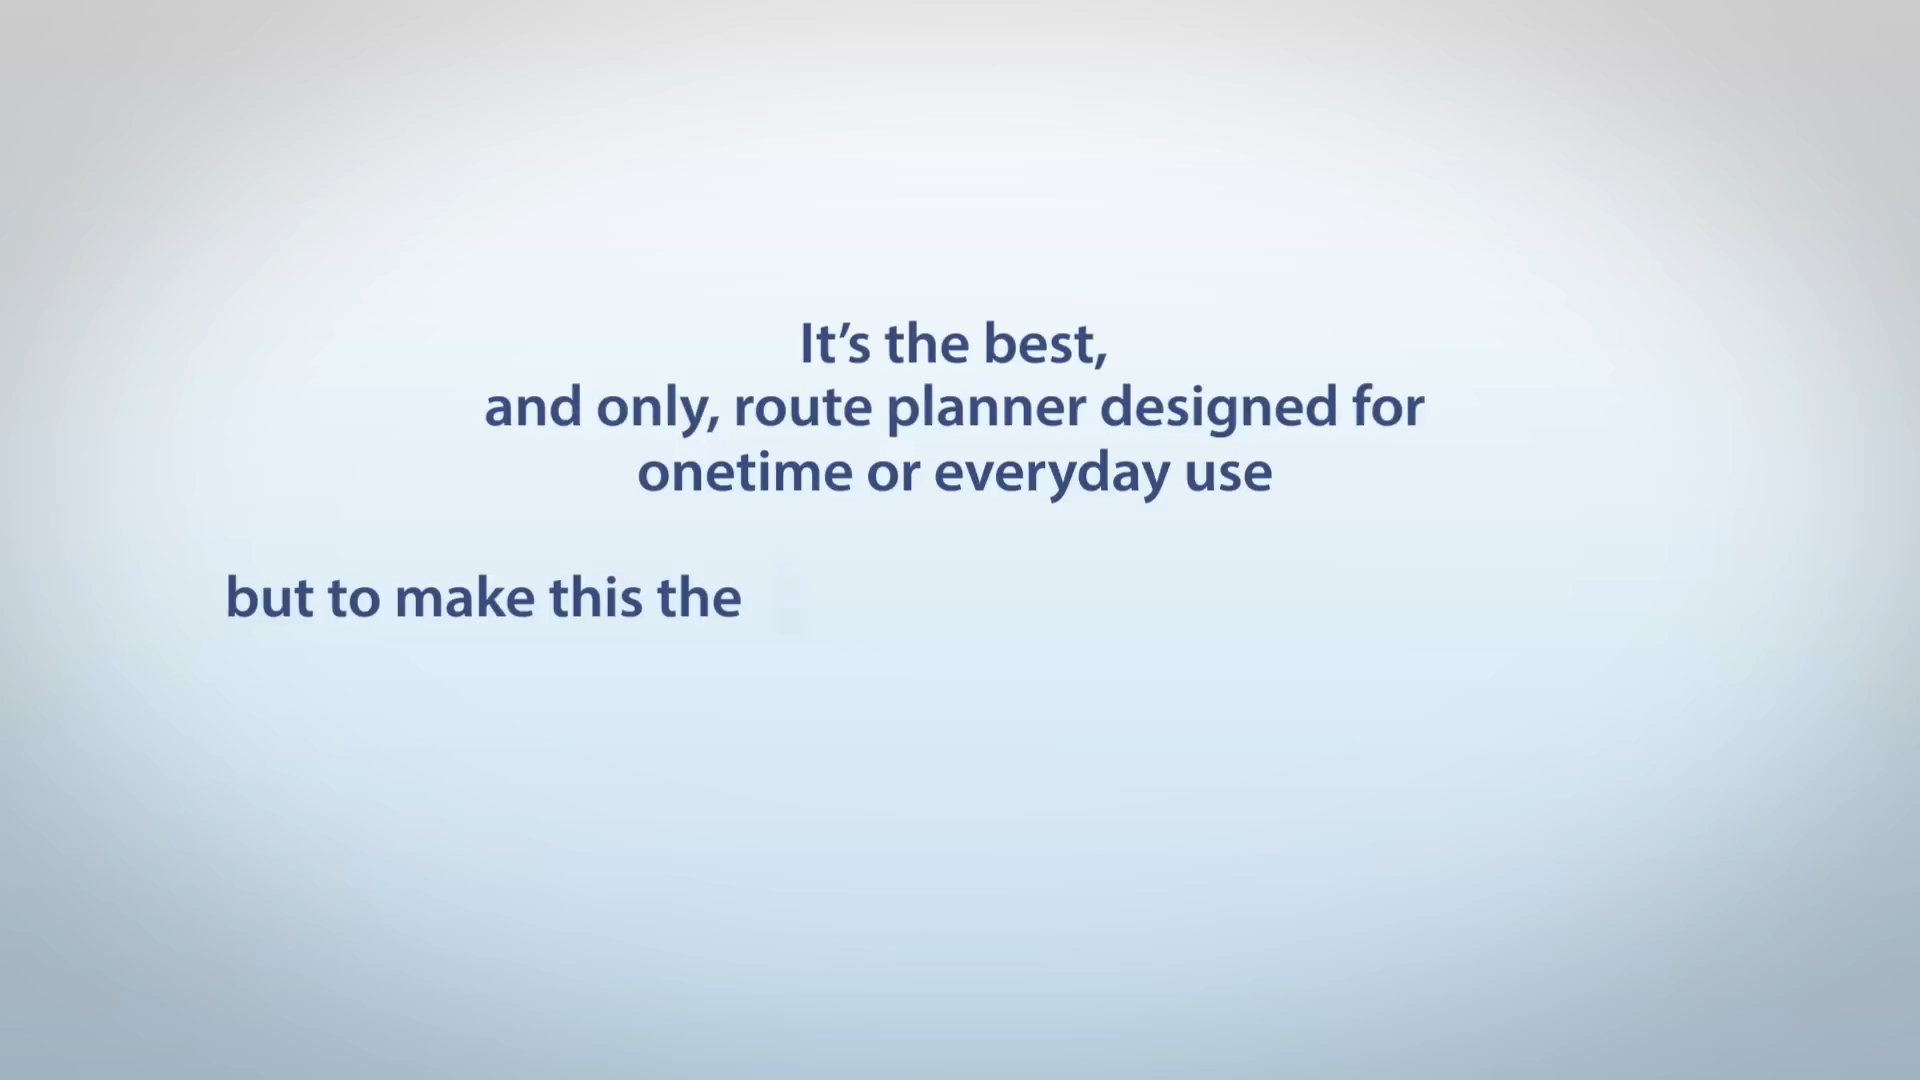 It’s the best,
and only, route planner designed for
onetime or everyday use
but to make this the